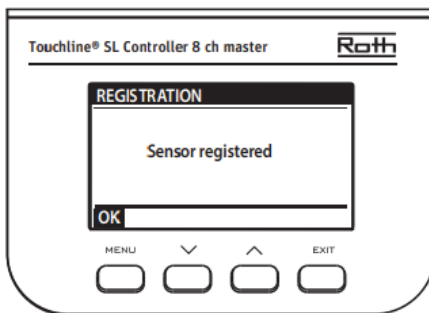 Touchline® SL Controller 8 ch master Roth
REGISTRATION
Sensor registered
OK
MENU EXIT